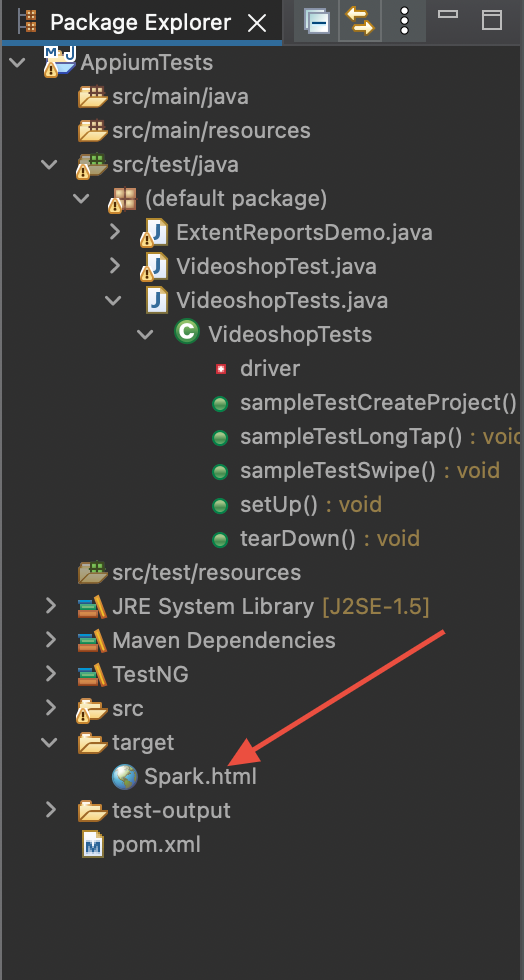 Package Explorer
AppiumTests
src/main/java
src/main/resources
src/test/java
(default package)
ExtentReportsDemo.java
VideoshopTest.java
VideoshopTests.java
VideoshopTests
driver
sampleTestCreateProject()
sampleTestLongTap() : voic
sampleTestSwipe() : void
setUp() : void
tearDown() : void
src/test/resources
JRE System Library [J2SE-1.5]
Maven Dependencies
TestNG
src
target
Spark.html
test-output
pom.xml